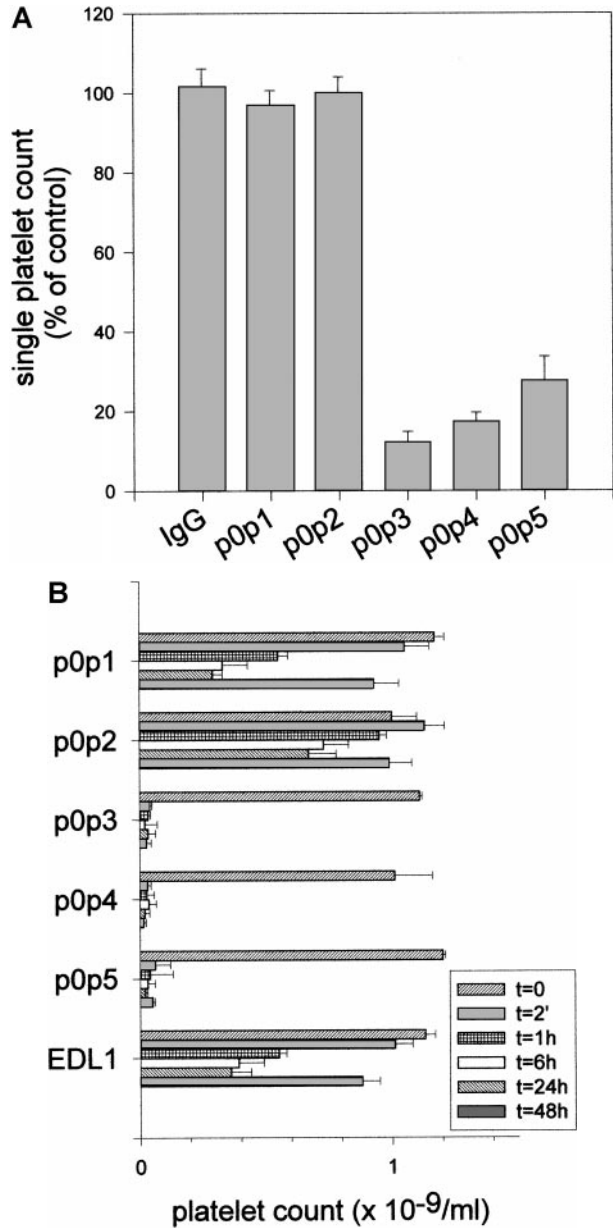 A
120
100
80
60
40
20
0
single platelet count
(% of control)
IgG
p0p1
p0p2
p0p3
p0p4
p0p5
B
p0p1
p0p2
p0p3
p0p4
p0p5
EDL1
t=0
t=2'
t=1h
t=6h
t=24h
t=48h
0
1
platelet count (x 10⁻⁹/ml)